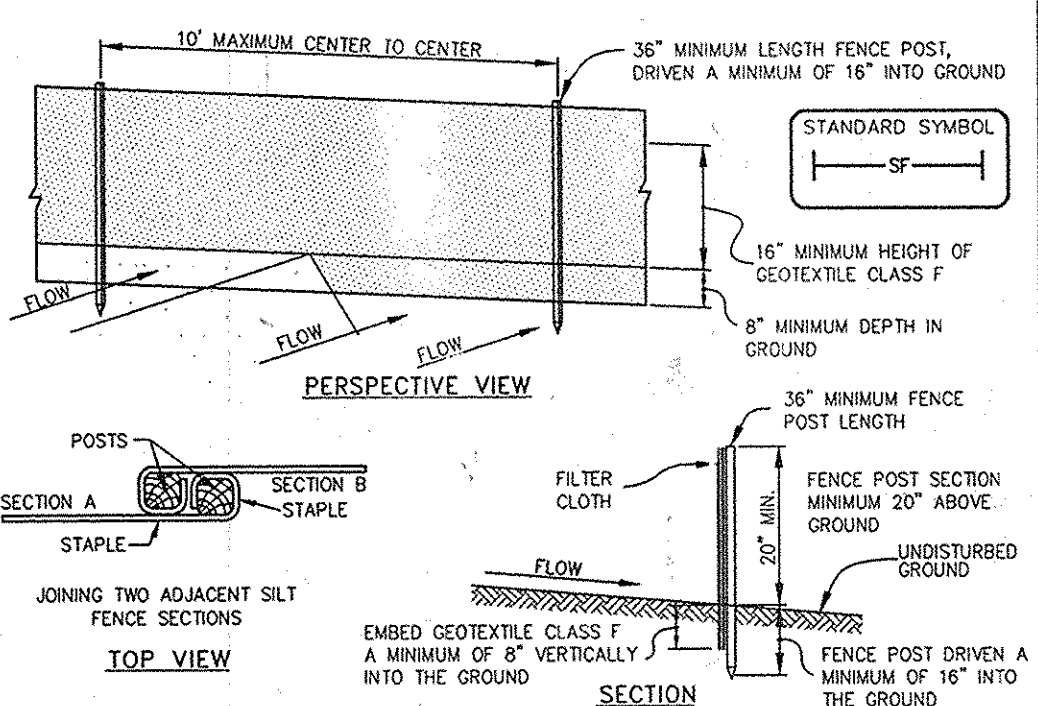 10' MAXIMUM CENTER TO CENTER
36" MINIMUM LENGTH FENCE POST,
DRIVEN A MINIMUM OF 16" INTO GROUND
STANDARD SYMBOL
SF
16" MINIMUM HEIGHT OF
GEOTEXTILE CLASS F
8" MINIMUM DEPTH IN
GROUND
FLOW
FLOW
FLOW
PERSPECTIVE VIEW
POSTS
SECTION A
SECTION B
STAPLE
STAPLE
JOINING TWO ADJACENT SILT
FENCE SECTIONS
TOP VIEW
36" MINIMUM FENCE
POST LENGTH
FILTER
CLOTH
20" MIN.
FENCE POST SECTION
MINIMUM 20" ABOVE
GROUND
UNDISTURBED
GROUND
FLOW
EMBED GEOTEXTILE CLASS F
A MINIMUM OF 8" VERTICALLY
INTO THE GROUND
FENCE POST DRIVEN A
MINIMUM OF 16" INTO
THE GROUND
SECTION